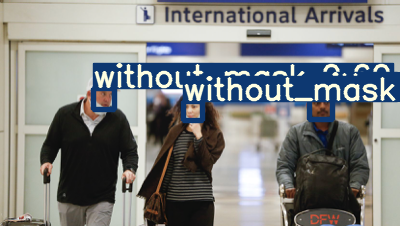 International Arrivals
without_mask
without_mask
DFW